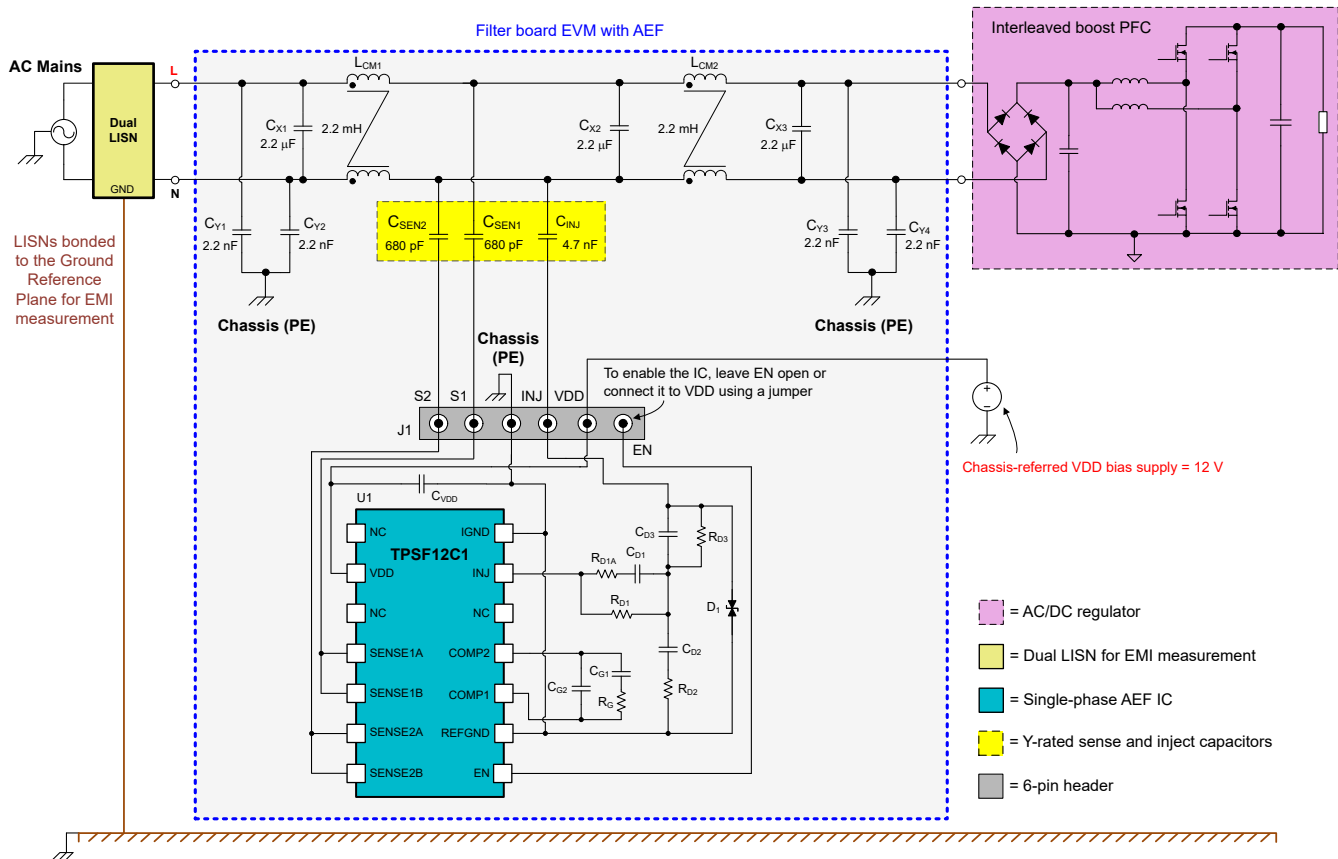 Filter board EVM with AEF
Interleaved boost PFC
AC Mains
Dual
LISN
GND
L
N
LCM1
2.2 mH
CX1
2.2 µF
CX2
2.2 µF
LCM2
2.2 mH
CX3
2.2 µF
CY1
2.2 nF
CY2
2.2 nF
CSEN2
680 pF
CSEN1
680 pF
CINJ
4.7 nF
CY3
2.2 nF
CY4
2.2 nF
LISNs bonded
to the Ground
Reference
Plane for EMI
measurement
Chassis (PE)
Chassis (PE)
Chassis
(PE)
To enable the IC, leave EN open or
connect it to VDD using a jumper
S2
S1
INJ
VDD
J1
EN
+
−
Chassis-referred VDD bias supply = 12 V
CVDD
U1
TPSF12C1
NC
VDD
NC
SENSE1A
SENSE1B
SENSE2A
SENSE2B
IGND
INJ
NC
COMP2
COMP1
REFGND
EN
CD3
RD3
RD1A
CD1
RD1
D1
CD2
RD2
CG1
CG2
RG
= AC/DC regulator
= Dual LISN for EMI measurement
= Single-phase AEF IC
= Y-rated sense and inject capacitors
= 6-pin header